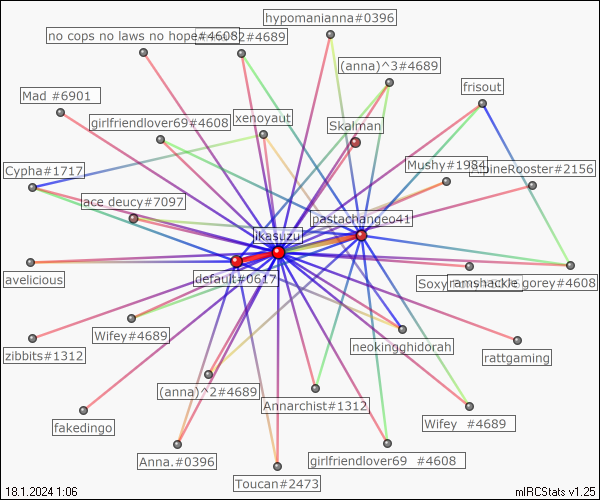 hypomanianna#0396
no cops no laws no hope #4608
2#4689
(anna)^3#4689
frisout
Mad #6901
girlfriendlover69#4608
xenoyaut
Skalman
Mushy#1984
pineRooster#2156
Cypha#1717
ace_deucy#7097
pastachangeo41
ikasuzu
default#0617
avelicious
Soxy
ramshackle gorey#4608
Wifey#4689
neokingghidorah
zibbits#1312
rattgaming
(anna)^2#4689
Annarchist#1312
fakedingo
Wifey #4689
Anna.#0396
girlfriendlover69 #4608
Toucan#2473
18.1.2024 1:06
mIRCStats v1.25